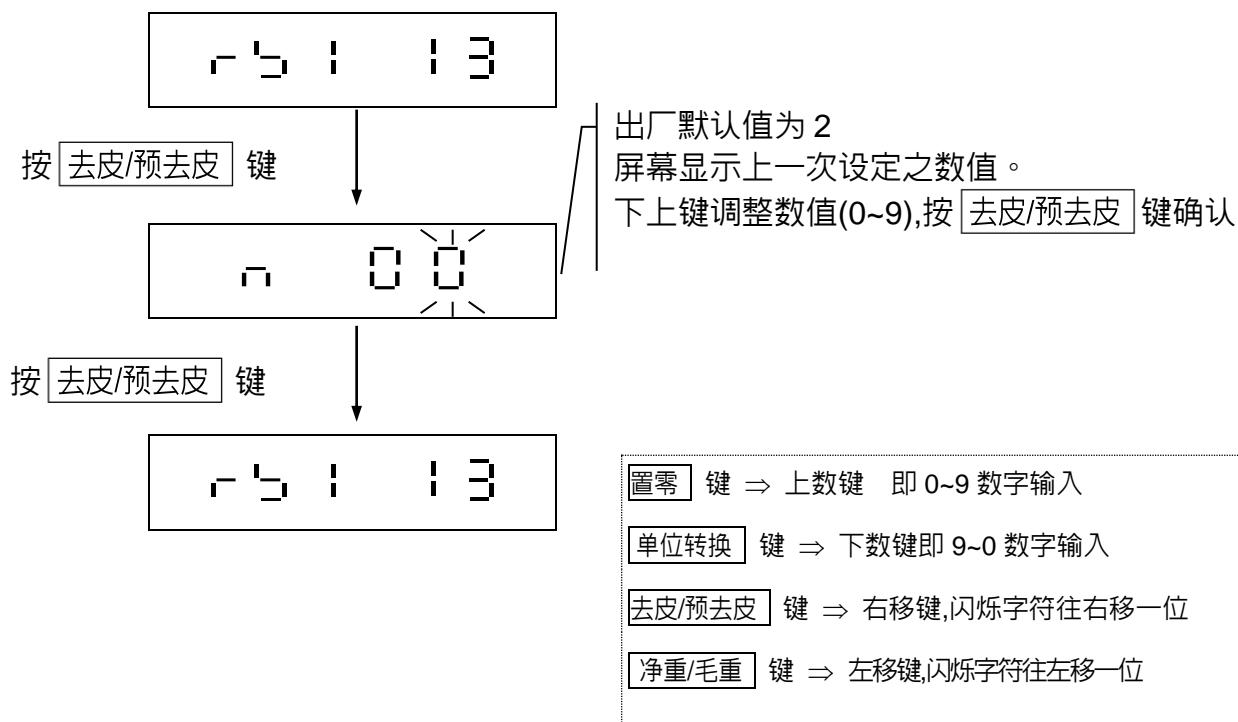 r51 13
出厂默认值为 2
屏幕显示上一次设定之数值。
下上键调整数值(0~9),按 去皮/预去皮 键确认
按 去皮/预去皮 键
n 00
按 去皮/预去皮 键
r51 13
置零 键 ⇒ 上数键 即 0~9 数字输入
单位转换 键 ⇒ 下数键即 9~0 数字输入
去皮/预去皮 键 ⇒ 右移键,闪烁字符往右移一位
净重/毛重 键 ⇒ 左移键,闪烁字符往左移一位